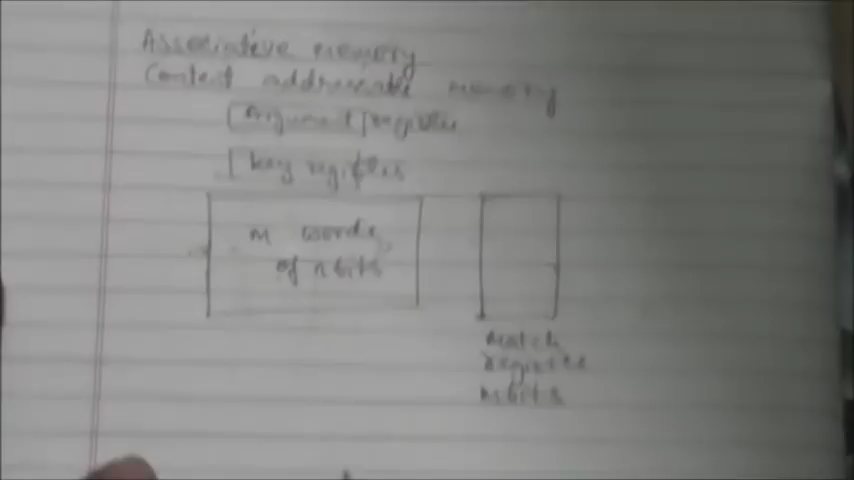 Associative memory
Content addressable memory
[Argument] register
[key register
m words
of n bits
match
register
m bits